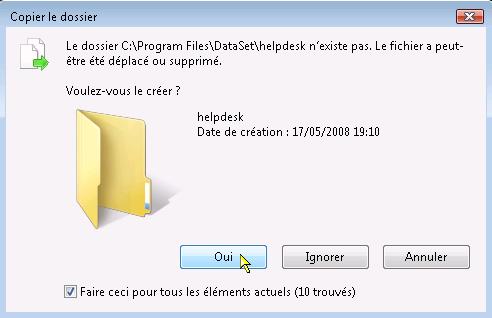 Copier le dossier
Le dossier C:\Program Files\DataSet\helpdesk n'existe pas. Le fichier a peut-
être été déplacé ou supprimé.
Voulez-vous le créer ?
helpdesk
Date de création : 17/05/2008 19:10
Oui
Ignorer
Annuler
Faire ceci pour tous les éléments actuels (10 trouvés)